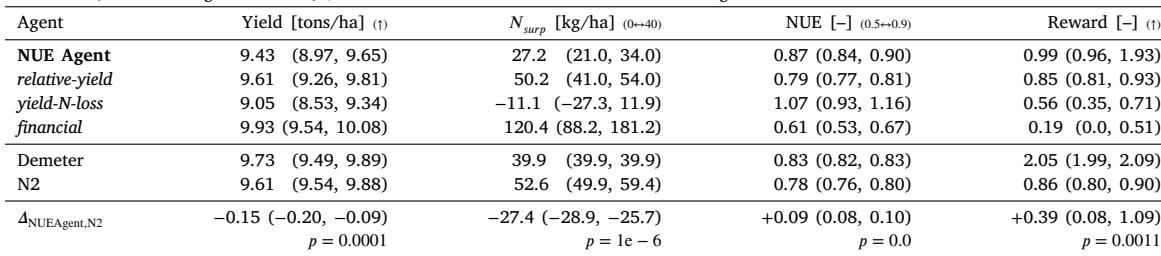 Agent Yield [tons/ha] (↑) N_surp [kg/ha] (0↔40) NUE [–] (0.5↔0.9) Reward [–] (↑)
NUE Agent 9.43 (8.97, 9.65) 27.2 (21.0, 34.0) 0.87 (0.84, 0.90) 0.99 (0.96, 1.93)
relative-yield 9.61 (9.26, 9.81) 50.2 (41.0, 54.0) 0.79 (0.77, 0.81) 0.85 (0.81, 0.93)
yield-N-loss 9.05 (8.53, 9.34) −11.1 (−27.3, 11.9) 1.07 (0.93, 1.16) 0.56 (0.35, 0.71)
financial 9.93 (9.54, 10.08) 120.4 (88.2, 181.2) 0.61 (0.53, 0.67) 0.19 (0.0, 0.51)
Demeter 9.73 (9.49, 9.89) 39.9 (39.9, 39.9) 0.83 (0.82, 0.83) 2.05 (1.99, 2.09)
N2 9.61 (9.54, 9.88) 52.6 (49.9, 59.4) 0.78 (0.76, 0.80) 0.86 (0.80, 0.90)
Δ_NUEAgent,N2 −0.15 (−0.20, −0.09) −27.4 (−28.9, −25.7) +0.09 (0.08, 0.10) +0.39 (0.08, 1.09)
p = 0.0001 p = 1e − 6 p = 0.0 p = 0.0011